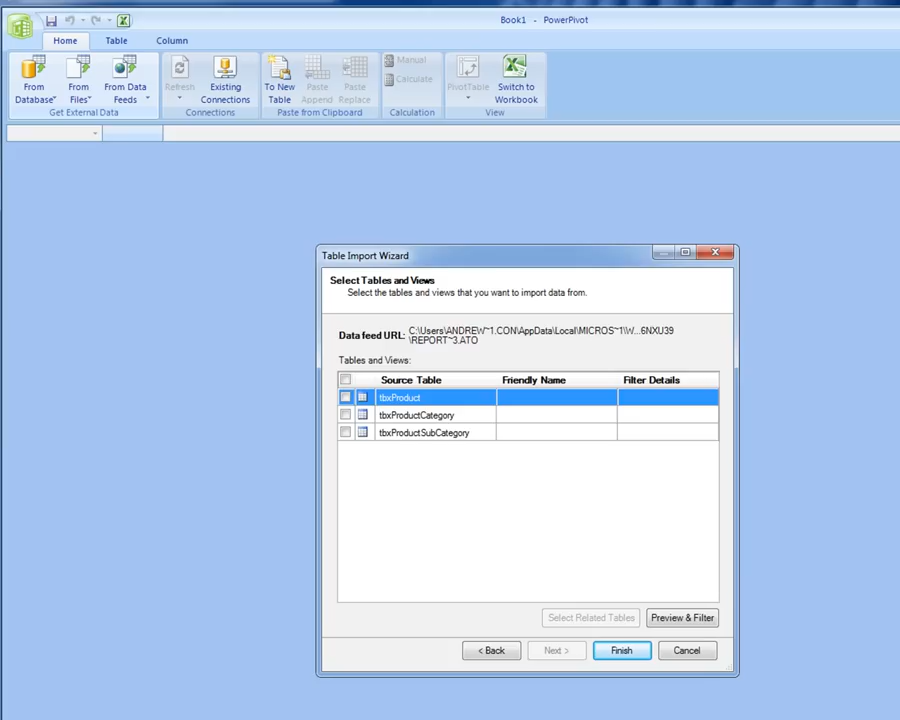 Book1 - PowerPivot
Home Table Column
From Database
From Files
From Data Feeds
Get External Data
Refresh
Existing Connections
Connections
To New Table
Paste Append
Paste Replace
Paste from Clipboard
Manual
Calculate
Calculation
PivotTable
Switch to Workbook
View
Table Import Wizard
Select Tables and Views
Select the tables and views that you want to import data from.
Data feed URL: C:\Users\ANDREW~1.CON\AppData\Local\MICROS~1\\W...6NXU39
\REPORT~3.ATO
Tables and Views:
Source Table Friendly Name Filter Details
tbxProduct
tbxProductCategory
tbxProductSubCategory
Select Related Tables Preview & Filter
< Back Next > Finish Cancel